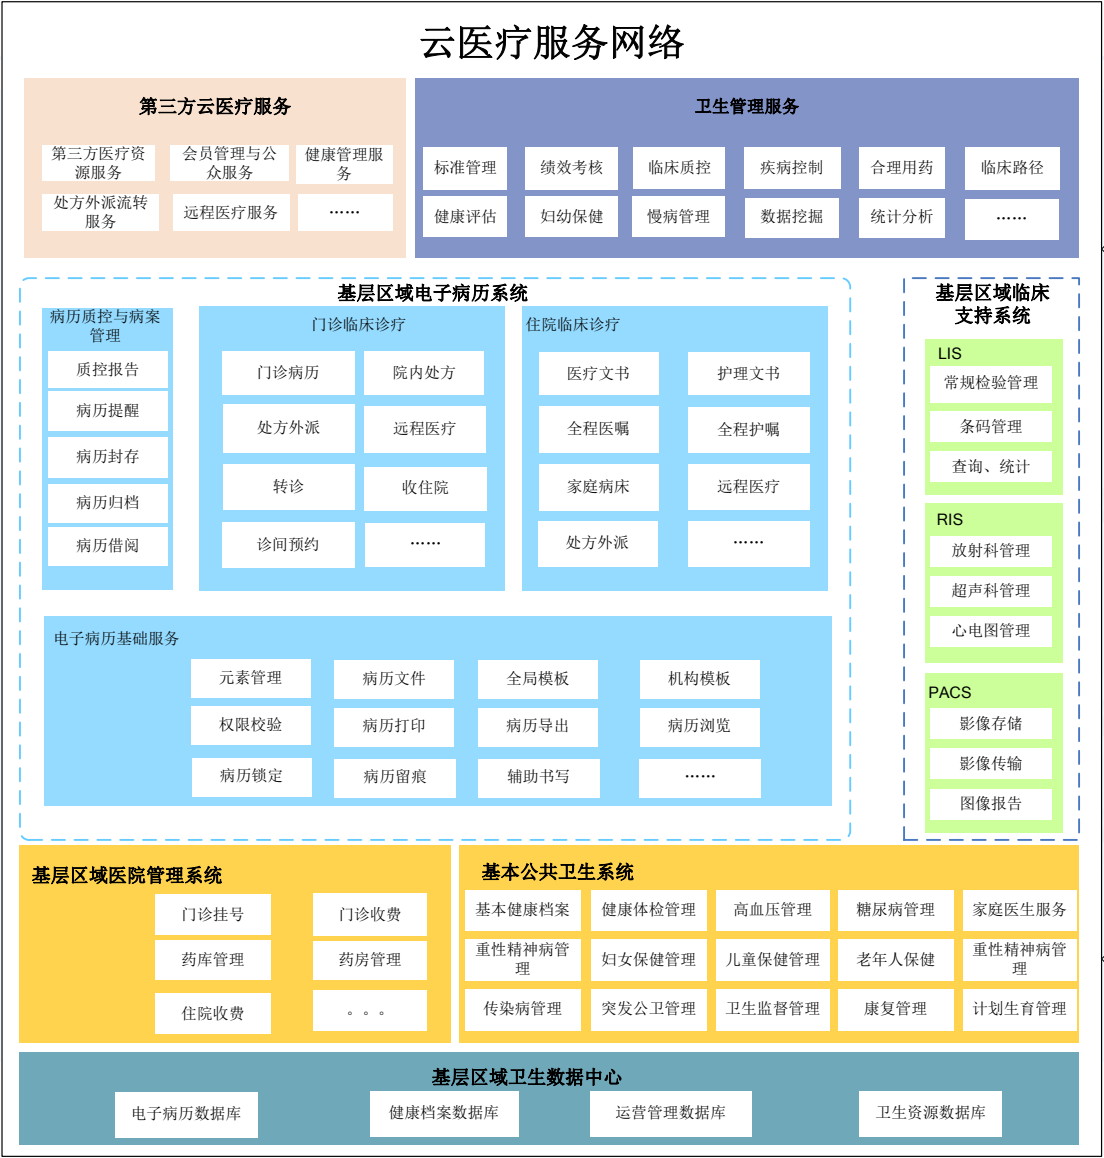 云医疗服务网络
第三方云医疗服务
第三方医疗资
源服务
会员管理与公
众服务
健康管理服
务
处方外派流转
服务
远程医疗服务
……
卫生管理服务
标准管理
绩效考核
临床质控
疾病控制
合理用药
临床路径
健康评估
妇幼保健
慢病管理
数据挖掘
统计分析
……
基层区域电子病历系统
病历质控与病案
管理
质控报告
病历提醒
病历封存
病历归档
病历借阅
门诊临床诊疗
门诊病历
院内处方
处方外派
远程医疗
转诊
收住院
诊间预约
……
住院临床诊疗
医疗文书
护理文书
全程医嘱
全程护嘱
家庭病床
远程医疗
处方外派
……
电子病历基础服务
元素管理
病历文件
全局模板
机构模板
权限校验
病历打印
病历导出
病历浏览
病历锁定
病历留痕
辅助书写
……
基层区域临床
支持系统
LIS
常规检验管理
条码管理
查询、统计
RIS
放射科管理
超声科管理
心电图管理
PACS
影像存储
影像传输
图像报告
基层区域医院管理系统
门诊挂号
门诊收费
药库管理
药房管理
住院收费
。。。
基本公共卫生系统
基本健康档案
健康体检管理
高血压管理
糖尿病管理
家庭医生服务
重性精神病管
理
妇女保健管理
儿童保健管理
老年人保健
重性精神病管
理
传染病管理
突发公卫管理
卫生监督管理
康复管理
计划生育管理
基层区域卫生数据中心
电子病历数据库
健康档案数据库
运营管理数据库
卫生资源数据库